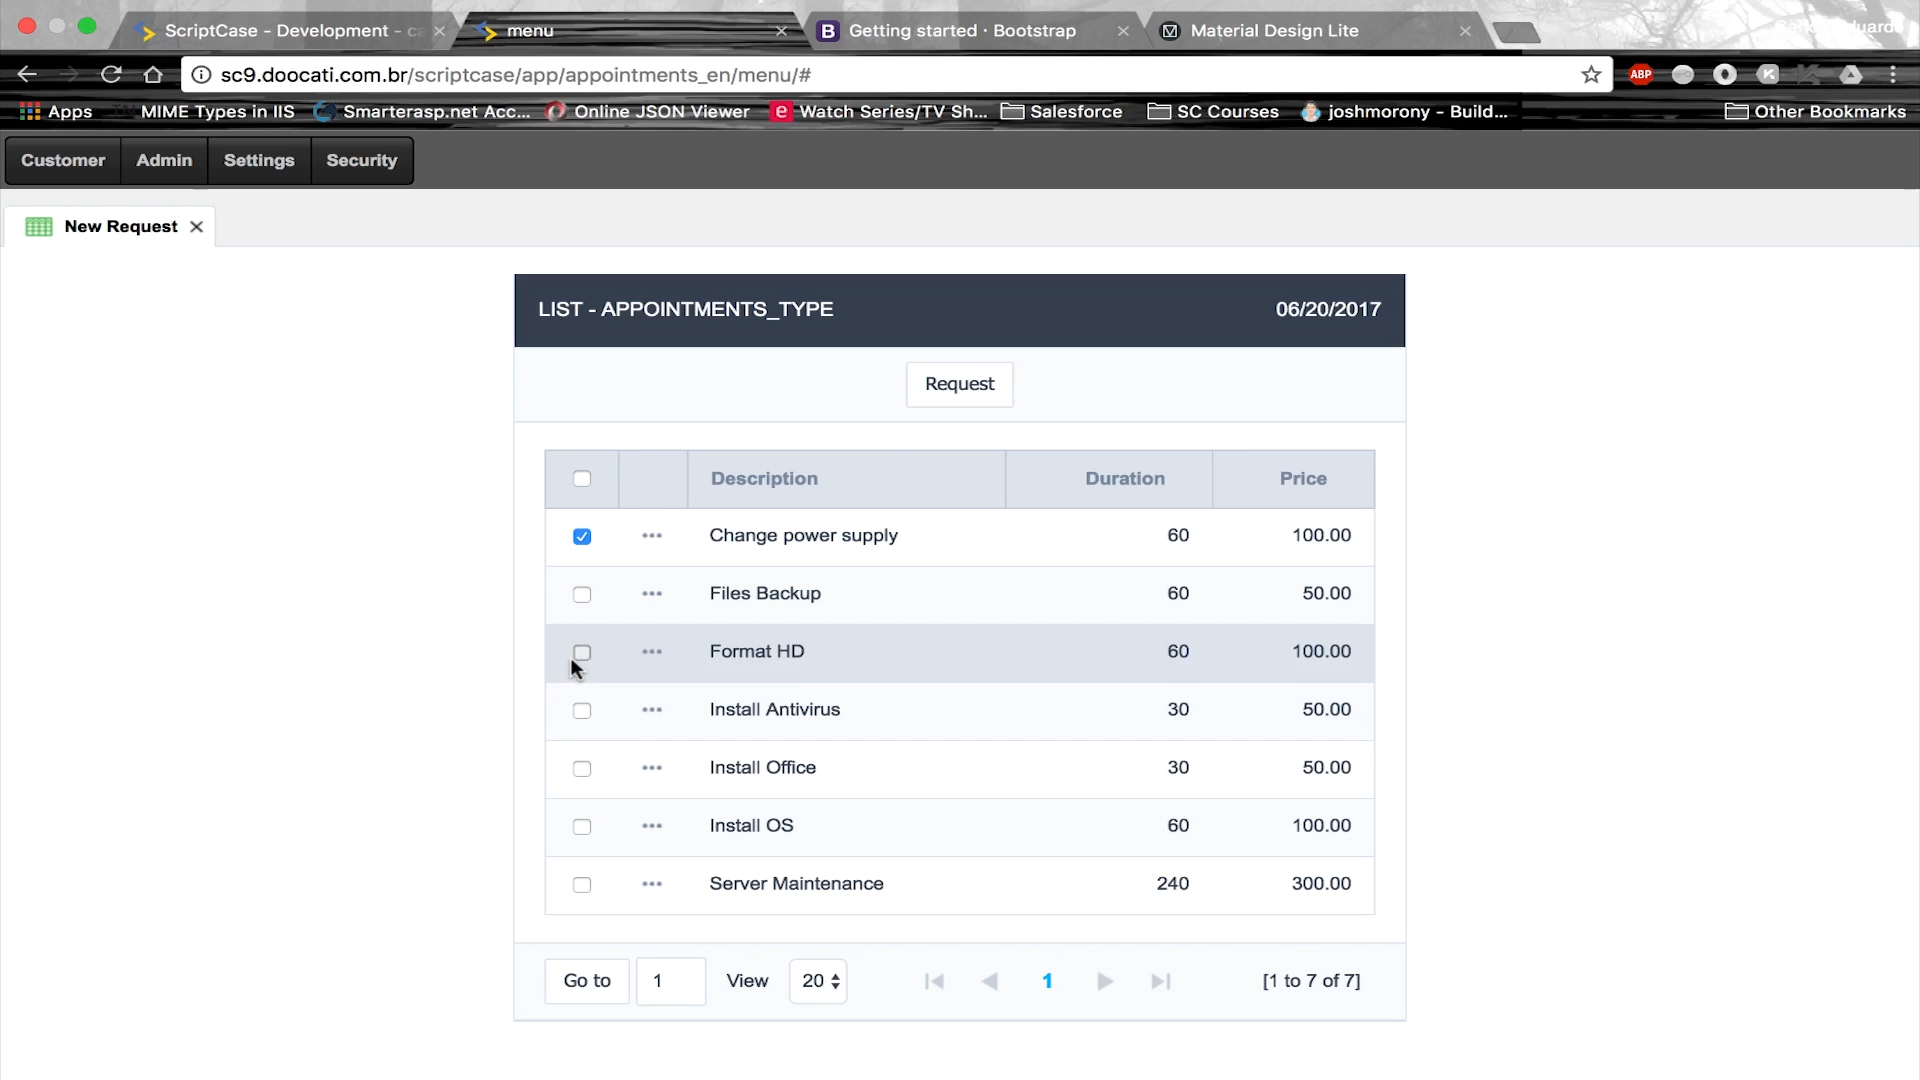 ScriptCase - Development - ca
menu
Getting started · Bootstrap
Material Design Lite
sc9.doocati.com.br/scriptcase/app/appointments_en/menu/#
ABP
Apps
MIME Types in IIS
Smarterasp.net Acc...
Online JSON Viewer
Watch Series/TV Sh...
Salesforce
SC Courses
joshmorony - Build...
Other Bookmarks
Customer
Admin
Settings
Security
New Request
LIST - APPOINTMENTS_TYPE
06/20/2017
Request
Description Duration Price
Change power supply 60 100.00
Files Backup 60 50.00
Format HD 60 100.00
Install Antivirus 30 50.00
Install Office 30 50.00
Install OS 60 100.00
Server Maintenance 240 300.00
Go to 1 View 20 1 [1 to 7 of 7]